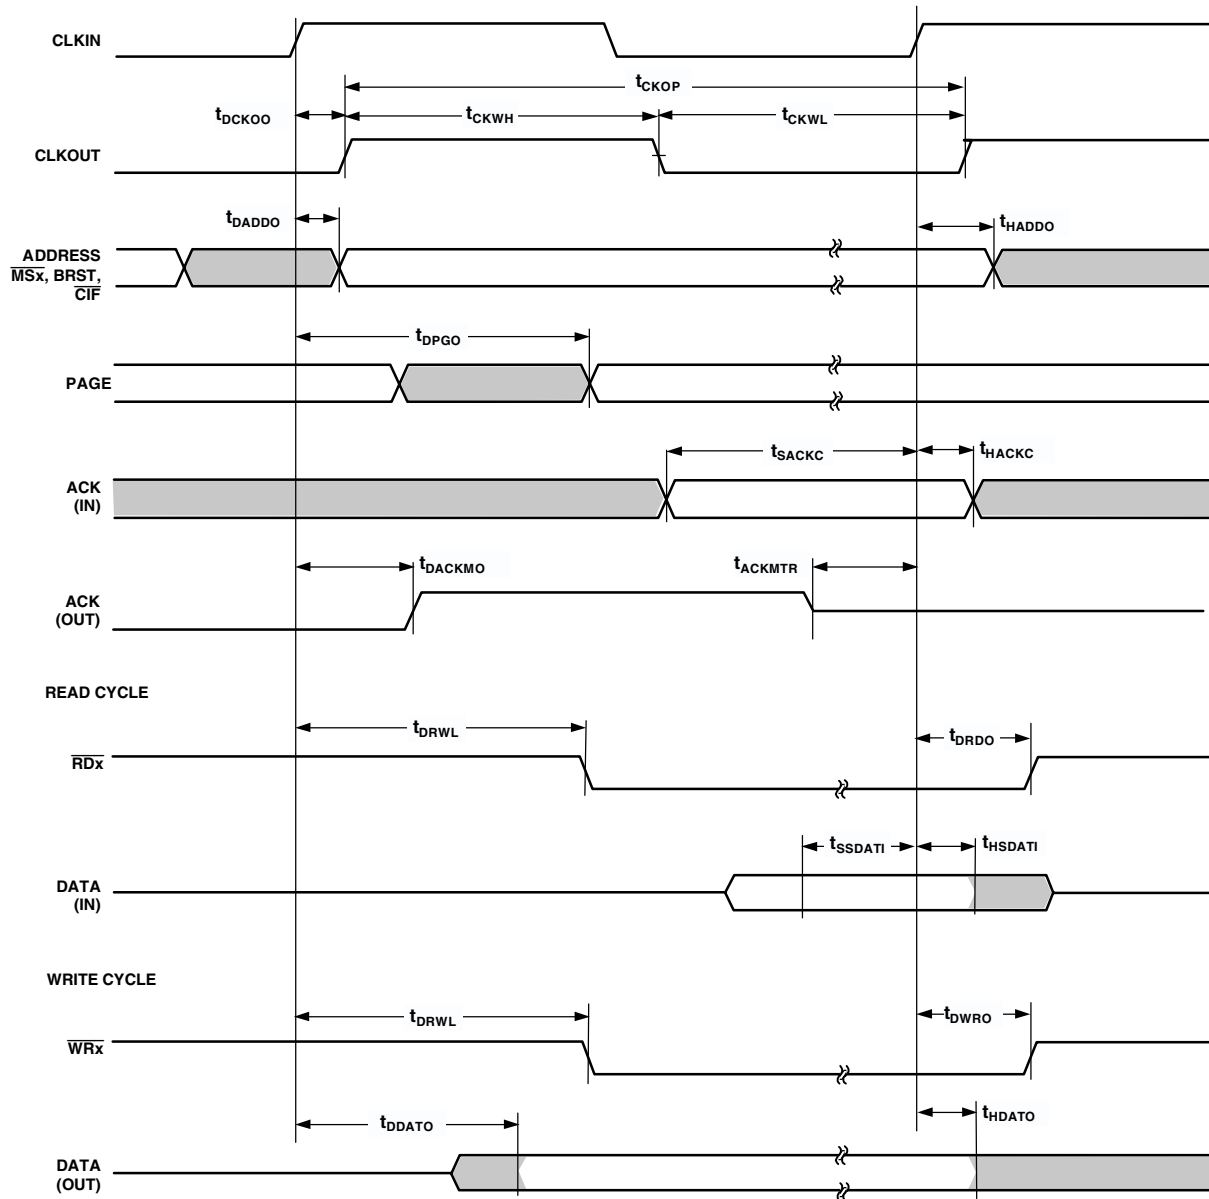 CLKIN
tCKOP
tDCKOO
tCKWH
tCKWL
CLKOUT
tDADDO
tHADDO
ADDRESS
MSx, BRST,
CIF
tDPGO
PAGE
tSACKC
tHACKC
ACK
(IN)
tDACKMO
tACKMTR
ACK
(OUT)
READ CYCLE
tDRWL
tDRDO
RDx
tSSDATI
tHSDATI
DATA
(IN)
WRITE CYCLE
tDRWL
tDWRO
WRx
tDDATO
tHDATO
DATA
(OUT)